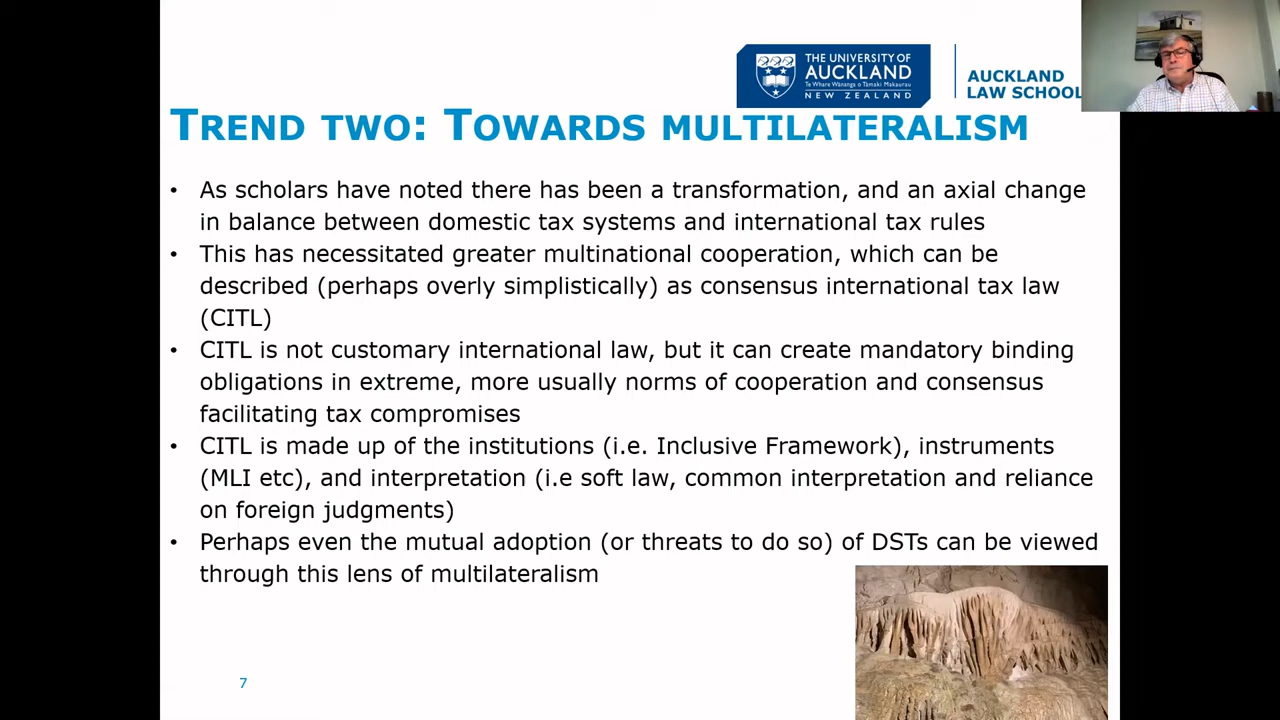 THE UNIVERSITY OF
AUCKLAND
Te Whare Wānanga o Tāmaki Makaurau
NEW ZEALAND
AUCKLAND
LAW SCHOOL
TREND TWO: TOWARDS MULTILATERALISM
• As scholars have noted there has been a transformation, and an axial change
in balance between domestic tax systems and international tax rules
• This has necessitated greater multinational cooperation, which can be
described (perhaps overly simplistically) as consensus international tax law
(CITL)
• CITL is not customary international law, but it can create mandatory binding
obligations in extreme, more usually norms of cooperation and consensus
facilitating tax compromises
• CITL is made up of the institutions (i.e. Inclusive Framework), instruments
(MLI etc), and interpretation (i.e soft law, common interpretation and reliance
on foreign judgments)
• Perhaps even the mutual adoption (or threats to do so) of DSTs can be viewed
through this lens of multilateralism
7